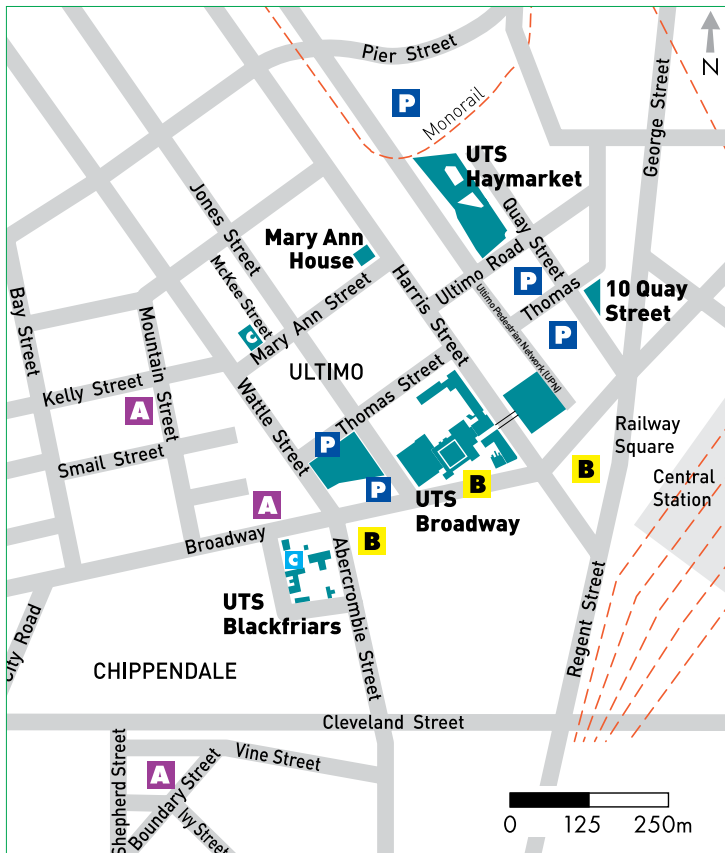 Pier Street
N
P
Monorail
George Street
UTS
Haymarket
Jones Street
Quay Street
Mary Ann
House
McKee Street
Harris Street
Ultimo Road
P
Thomas
10 Quay
Street
Bay Street
Mountain Street
C
Mary Ann Street
Ultimo Pedestrian Network (UPN)
P
ULTIMO
Kelly Street
A
Wattle Street
Thomas Street
Railway
Square
Smail Street
P
Central
Station
B
B
P
UTS
Broadway
A
Broadway
B
C
Abercrombie Street
UTS
Blackfriars
Regent Street
City Road
CHIPPENDALE
Cleveland Street
Shepherd Street
Vine Street
A
Boundary Street
Ivy Street
0 125 250m